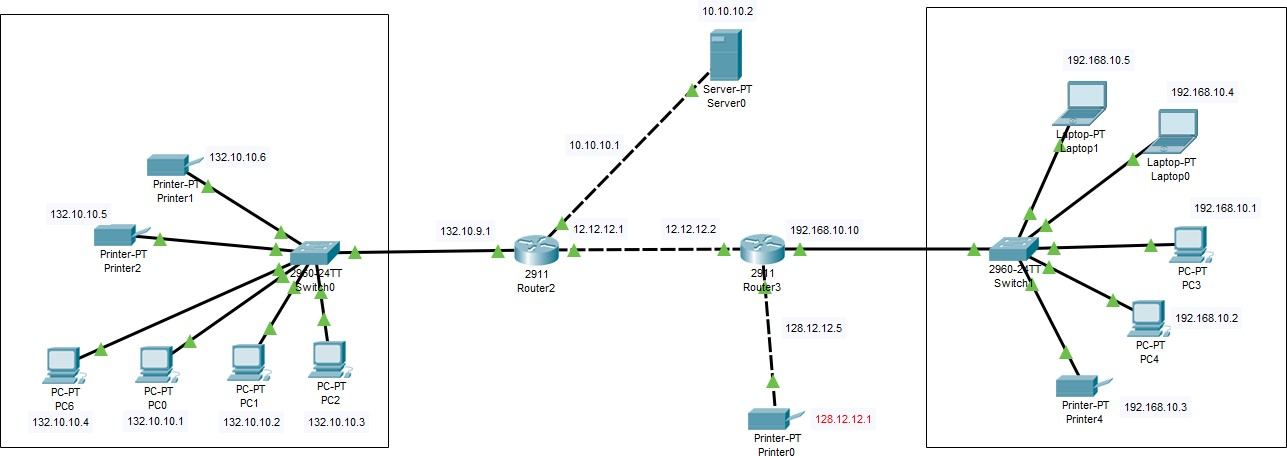 10.10.10.2
Server-PT
Server0
10.10.10.1
132.10.10.6
Printer-PT
Printer1
132.10.10.5
Printer-PT
Printer2
2960-24TT
Switch0
PC-PT
PC6
132.10.10.4
PC-PT
PC0
132.10.10.1
PC-PT
PC1
132.10.10.2
PC-PT
PC2
132.10.10.3
132.10.9.1
2911
Router2
12.12.12.1
12.12.12.2
2911
Router3
192.168.10.10
128.12.12.5
Printer-PT
Printer0
128.12.12.1
192.168.10.5
Laptop-PT
Laptop1
192.168.10.4
Laptop-PT
Laptop0
192.168.10.1
PC-PT
PC3
2960-24TT
Switch1
192.168.10.2
PC-PT
PC4
Printer-PT
Printer4
192.168.10.3